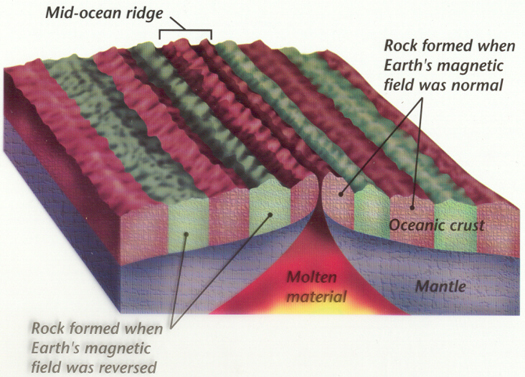 Mid-ocean ridge
Rock formed when
Earth's magnetic
field was normal
Oceanic crust
Molten
material
Mantle
Rock formed when
Earth's magnetic
field was reversed